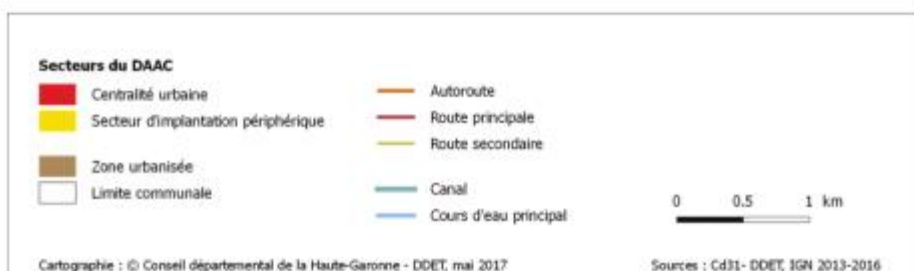 Secteurs du DAAC
Centralité urbaine
Secteur d'implantation périphérique
Zone urbanisée
Limite communale
Autoroute
Route principale
Route secondaire
Canal
Cours d'eau principal
0 0.5 1 km
Cartographie : © Conseil départemental de la Haute-Garonne - DDET, mai 2017
Sources : Cd31- DDET, IGN 2013-2016